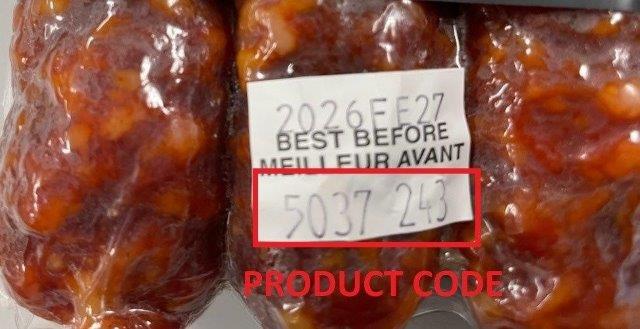 2026FE27
BEST BEFORE
MEILLEUR AVANT
5037 243
PRODUCT CODE